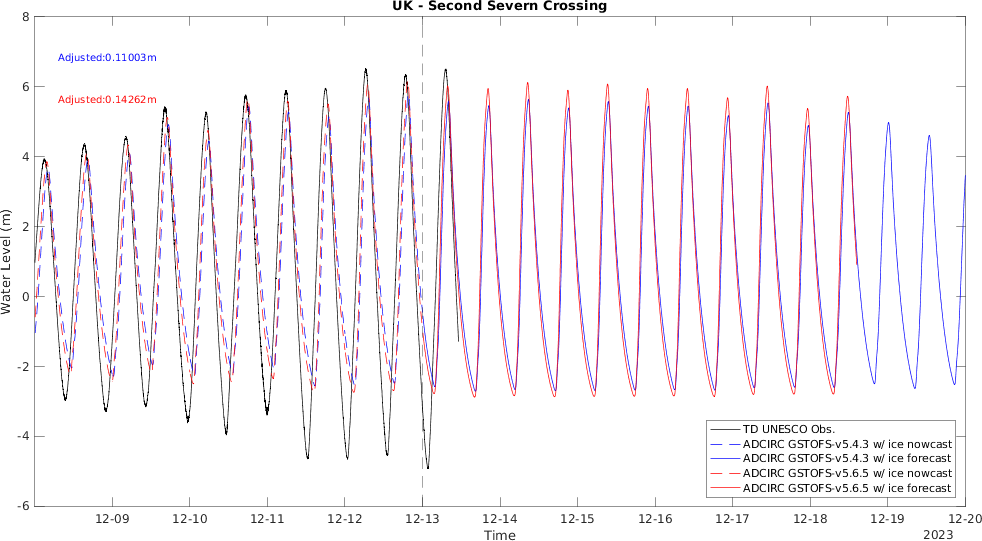 UK - Second Severn Crossing
8
6
4
2
0
-2
-4
-6
Water Level (m)
Adjusted:0.11003m
Adjusted:0.14262m
TD UNESCO Obs.
ADCIRC GSTOFS-v5.4.3 w/ ice nowcast
ADCIRC GSTOFS-v5.4.3 w/ ice forecast
ADCIRC GSTOFS-v5.6.5 w/ ice nowcast
ADCIRC GSTOFS-v5.6.5 w/ ice forecast
12-09 12-10 12-11 12-12 12-13 12-14 12-15 12-16 12-17 12-18 12-19 12-20
Time
2023